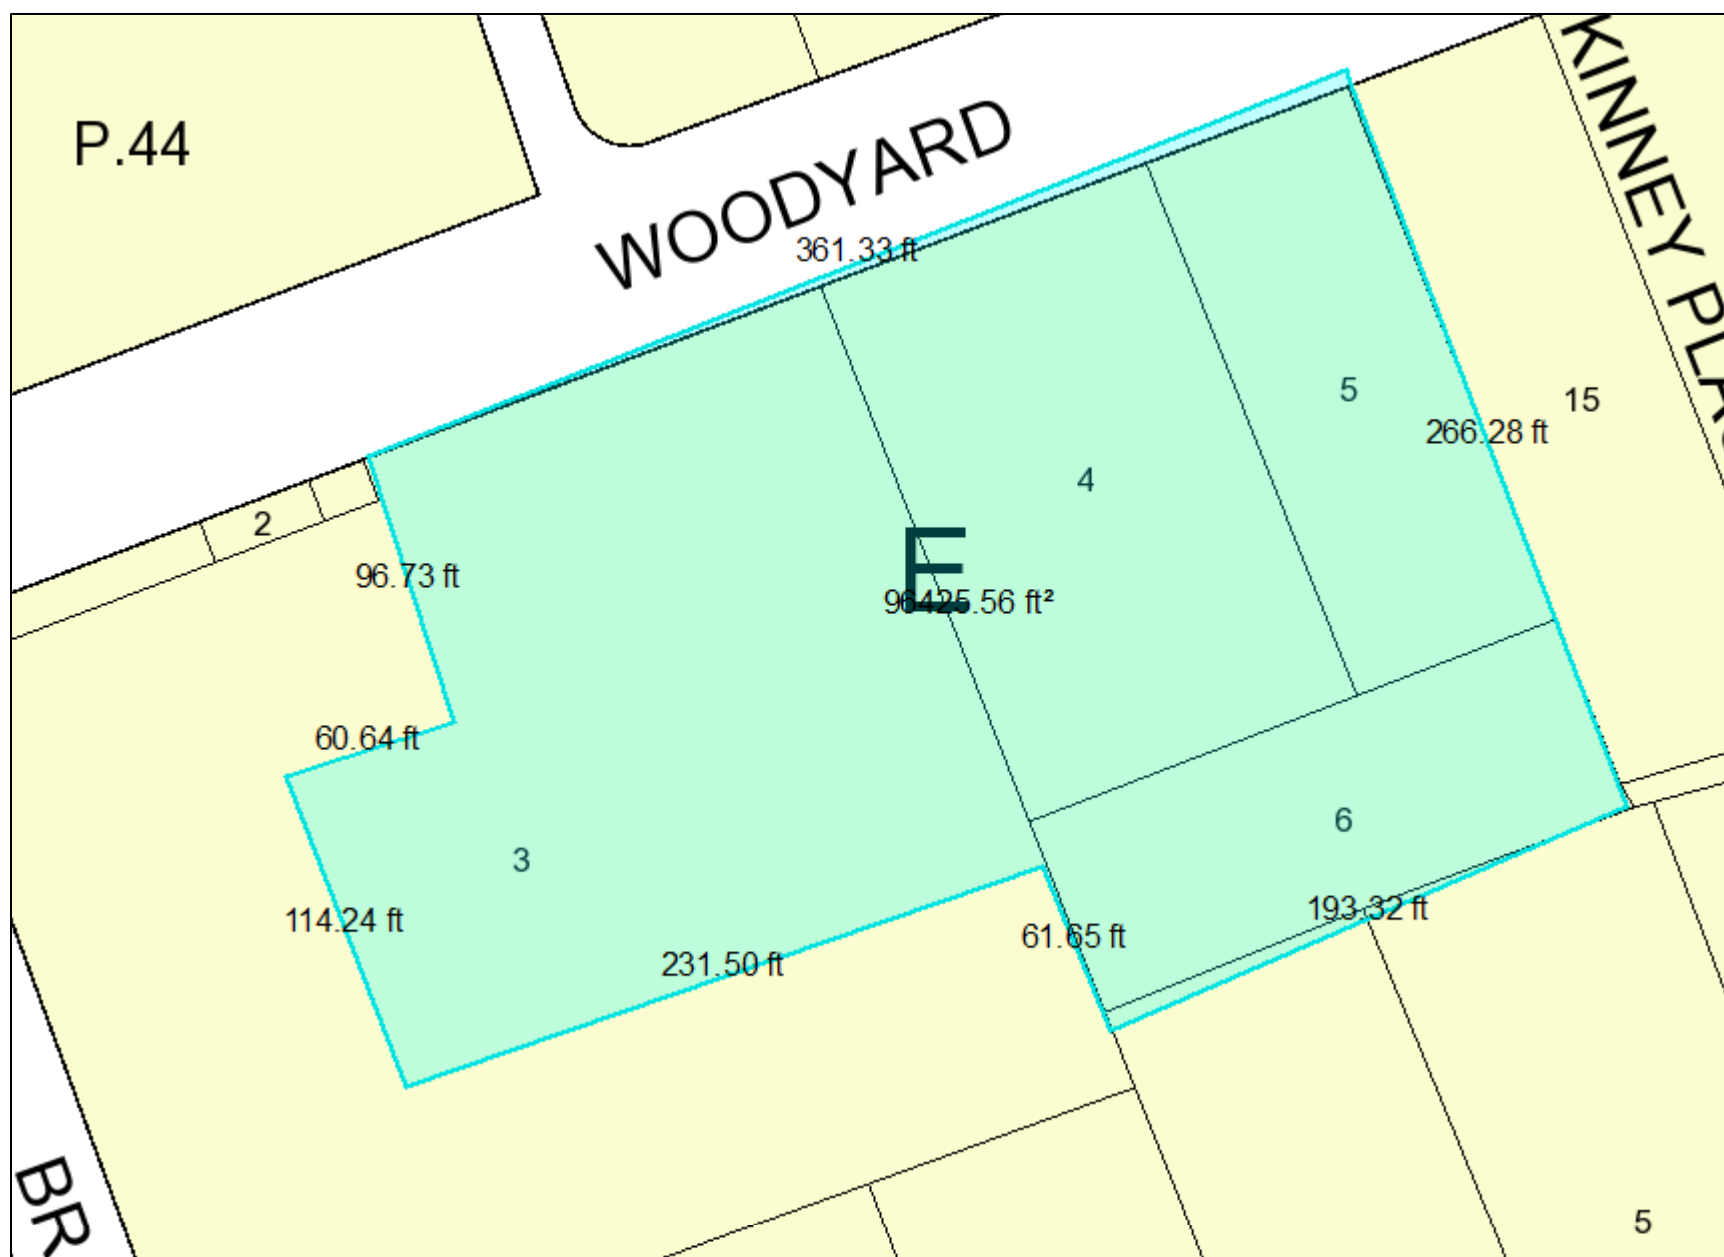 P.44
WOODYARD
KINNEY
361.33 ft
5
15
266.28 ft
4
2
E
96.73 ft
96425.56 ft²
60.64 ft
6
3
114.24 ft
193.32 ft
61.65 ft
231.50 ft
BR
5